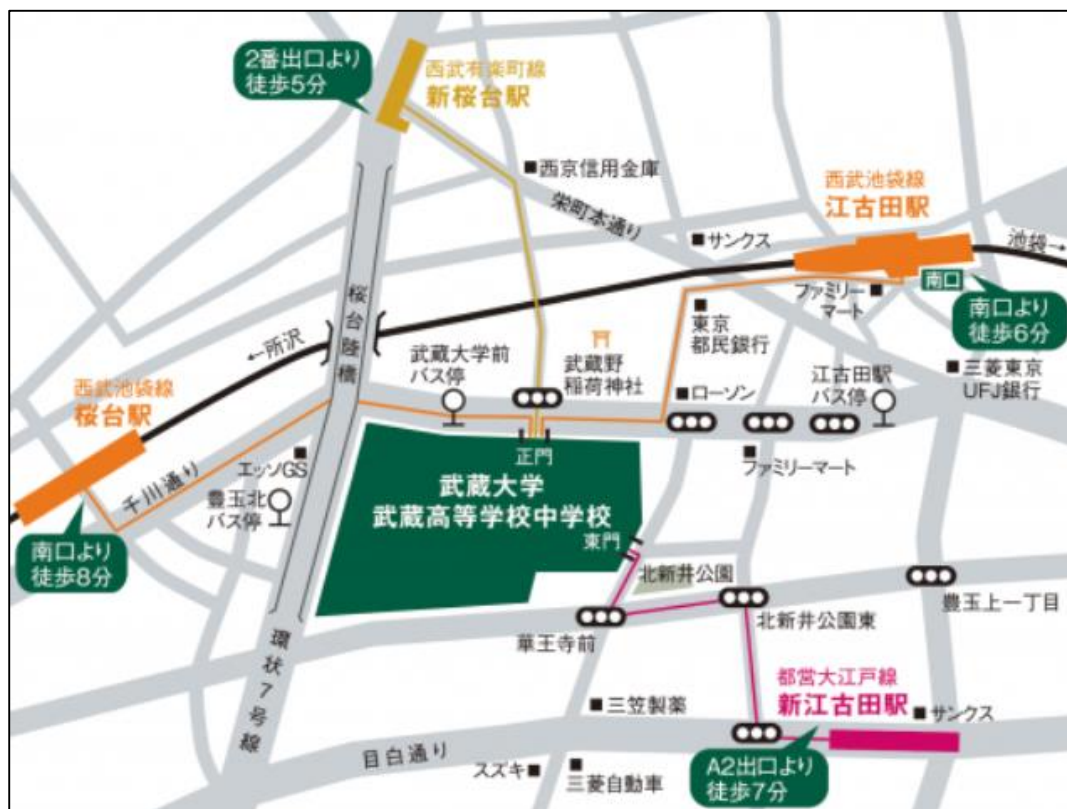 2番出口より
徒歩5分
西武有楽町線
新桜台駅
西京信用金庫
栄町本通り
サンクス
西武池袋線
江古田駅
池袋→
南口
南口より
徒歩6分
ファミリー
マート
東京
都民銀行
三菱東京
UFJ銀行
桜台陸橋
←所沢
武蔵大学前
バス停
武蔵野
稲荷神社
ローソン
江古田駅
バス停
西武池袋線
桜台駅
千川通り
エッソGS
豊玉北
バス停
南口より
徒歩8分
正門
武蔵大学
武蔵高等学校中学校
東門
ファミリーマート
北新井公園
豊玉上一丁目
北新井公園東
華王寺前
環状7号線
都営大江戸線
新江古田駅
サンクス
三笠製薬
目白通り
スズキ
三菱自動車
A2出口より
徒歩7分